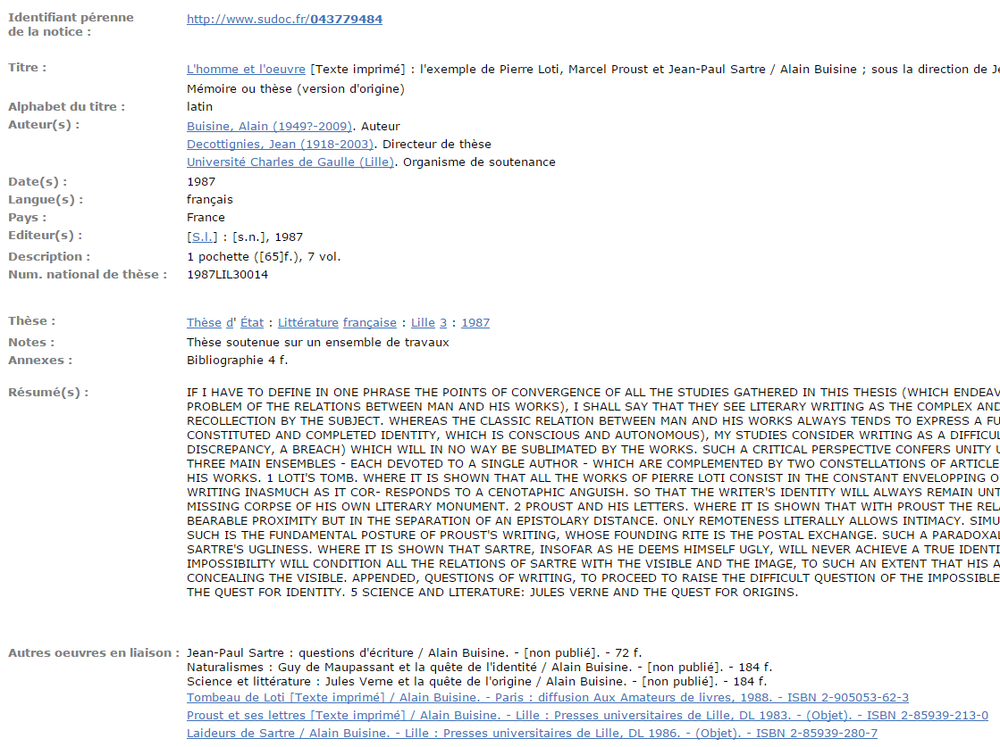 Identifiant pérenne de la notice : http://www.sudoc.fr/043779484
Titre : L'homme et l'oeuvre [Texte imprimé] : l'exemple de Pierre Loti, Marcel Proust et Jean-Paul Sartre / Alain Buisine ; sous la direction de
Mémoire ou thèse (version d'origine)
Alphabet du titre : latin
Auteur(s) : Buisine, Alain (1949?-2009). Auteur
Decottignies, Jean (1918-2003). Directeur de thèse
Université Charles de Gaulle (Lille). Organisme de soutenance
Date(s) : 1987
Langue(s) : français
Pays : France
Editeur(s) : [S.l.] : [s.n.], 1987
Description : 1 pochette ([65]f.), 7 vol.
Num. national de thèse : 1987LIL30014
Thèse : Thèse d' État : Littérature française : Lille 3 : 1987
Notes : Thèse soutenue sur un ensemble de travaux
Annexes : Bibliographie 4 f.
Résumé(s) : IF I HAVE TO DEFINE IN ONE PHRASE THE POINTS OF CONVERGENCE OF ALL THE STUDIES GATHERED IN THIS THESIS (WHICH
PROBLEM OF THE RELATIONS BETWEEN MAN AND HIS WORKS), I SHALL SAY THAT THEY SEE LITERARY WRITING AS THE COMPLEX AND
RECOLLECTION BY THE SUBJECT. WHEREAS THE CLASSIC RELATION BETWEEN MAN AND HIS WORKS ALWAYS TENDS TO EXPRESS A
CONSTITUTED AND COMPLETED IDENTITY, WHICH IS CONSCIOUS AND AUTONOMOUS), MY STUDIES CONSIDER WRITING AS A
DISCREPANCY, A BREACH) WHICH WILL IN NO WAY BE SUBLIMATED BY THE WORKS. SUCH A CRITICAL PERSPECTIVE CONFERS UNITY
THREE MAIN ENSEMBLES - EACH DEVOTED TO A SINGLE AUTHOR - WHICH ARE COMPLEMENTED BY TWO CONSTELLATIONS OF
HIS WORKS. 1 LOTI'S TOMB. WHERE IT IS SHOWN THAT ALL THE WORKS OF PIERRE LOTI CONSIST IN THE CONSTANT ENVELOPPING
WRITING INASMUCH AS IT COR- RESPONDS TO A CENOTAPHIC ANGUISH. SO THAT THE WRITER'S IDENTITY WILL ALWAYS REMAIN
MISSING CORPSE OF HIS OWN LITERARY MONUMENT. 2 PROUST AND HIS LETTERS. WHERE IT IS SHOWN THAT WITH PROUST THE
BEARABLE PROXIMITY BUT IN THE SEPARATION OF AN EPISTOLARY DISTANCE. ONLY REMOTENESS LITERALLY ALLOWS INTIMACY.
SUCH IS THE FUNDAMENTAL POSTURE OF PROUST'S WRITING, WHOSE FOUNDING RITE IS THE POSTAL EXCHANGE. SUCH A
SARTRE'S UGLINESS. WHERE IT IS SHOWN THAT SARTRE, INSOFAR AS HE DEEMS HIMSELF UGLY, WILL NEVER ACHIEVE A TRUE
IMPOSSIBILITY WILL CONDITION ALL THE RELATIONS OF SARTRE WITH THE VISIBLE AND THE IMAGE, TO SUCH AN EXTENT THAT HIS
CONCEALING THE VISIBLE. APPENDED, QUESTIONS OF WRITING, TO PROCEED TO RAISE THE DIFFICULT QUESTION OF THE IMPOSSIBLE
THE QUEST FOR IDENTITY. 5 SCIENCE AND LITERATURE: JULES VERNE AND THE QUEST FOR ORIGINS.
Autres oeuvres en liaison : Jean-Paul Sartre : questions d'écriture / Alain Buisine. - [non publié]. - 72 f.
Naturalismes : Guy de Maupassant et la quête de l'identité / Alain Buisine. - [non publié]. - 184 f.
Science et littérature : Jules Verne et la quête de l'origine / Alain Buisine. - [non publié]. - 184 f.
Tombeau de Loti [Texte imprimé] / Alain Buisine. - Paris : diffusion Aux Amateurs de livres, 1988. - ISBN 2-905053-62-3
Proust et ses lettres [Texte imprimé] / Alain Buisine. - Lille : Presses universitaires de Lille, DL 1983. - (Objet). - ISBN 2-85939-213-0
Laideurs de Sartre / Alain Buisine. - Lille : Presses universitaires de Lille, DL 1986. - (Objet). - ISBN 2-85939-280-7